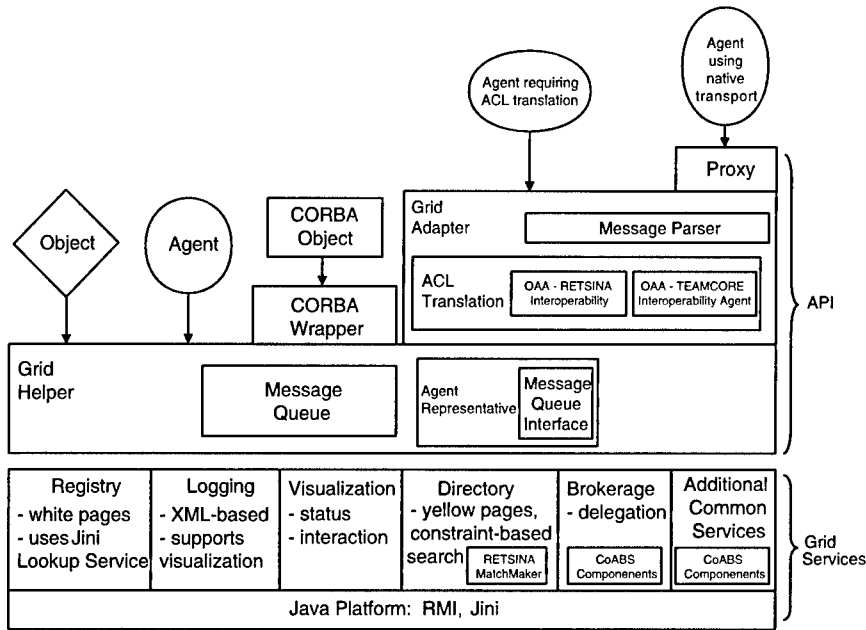 Agent
using
native
transport
Agent requiring
ACL translation
Proxy
Grid
Adapter
Message Parser
Object
Agent
CORBA
Object
ACL
Translation
OAA - RETSINA
Interoperability
OAA - TEAMCORE
Interoperability Agent
CORBA
Wrapper
API
Grid
Helper
Message
Queue
Agent
Representative
Message
Queue
Interface
Registry
- white pages
- uses Jini
Lookup Service
Logging
- XML-based
- supports
visualization
Visualization
- status
- interaction
Directory
- yellow pages,
constraint-based
search
RETSINA
MatchMaker
Brokerage
- delegation
CoABS
Componenents
Additional
Common
Services
CoABS
Componenents
Grid
Services
Java Platform: RMI, Jini